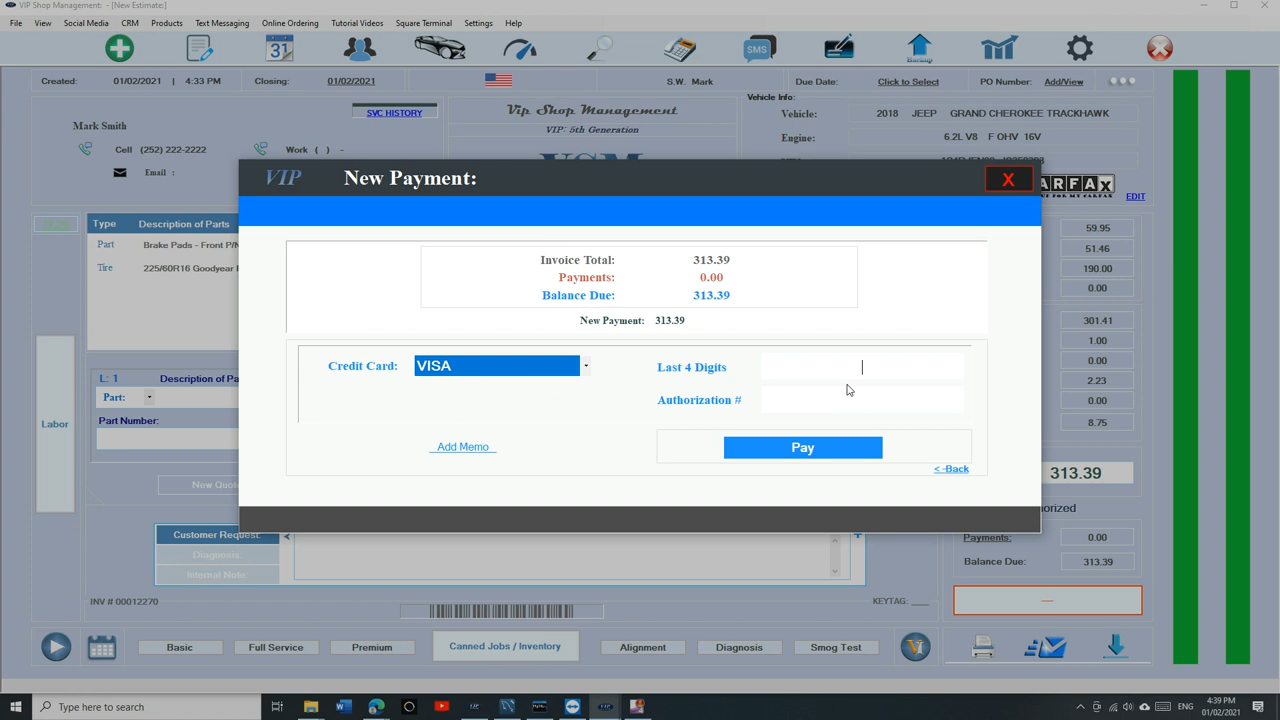 VIP Shop Management: - [New Estimate:]
File View Social Media CRM Products Text Messaging Online Ordering Tutorial Videos Square Terminal Settings Help
31
SMS
Backup
Created: 01/02/2021 | 4:33 PM Closing: 01/02/2021 S.W. Mark Due Date: Click to Select PO Number: Add/View
SVC HISTORY
Vip Shop Management
VIP: 5th Generation
VSM
Mark Smith
Cell (252) 222-2222 Work ( ) -
Email :
Vehicle Info:
Vehicle: 2018 JEEP GRAND CHEROKEE TRACKHAWK
Engine: 6.2L V8 F OHV 16V
EDIT
VIP New Payment: X
Invoice Total: 313.39
Payments: 0.00
Balance Due: 313.39
New Payment: 313.39
Credit Card: VISA
Last 4 Digits
Authorization #
Add Memo
Pay
< -Back
Type Description of Parts
Part Brake Pads - Front P/N
Tire 225/60R16 Goodyear
Labor
L: 1 Description of Pa
Part:
Part Number:
New Quot
59.95
51.46
190.00
0.00
301.41
1.00
0.00
2.23
0.00
8.75
313.39
orized
Payments: 0.00
Balance Due: 313.39
---
Customer Request:
Diagnosis:
Internal Note:
< +
INV # 00012270
KEYTAG: ____
Basic Full Service Premium Canned Jobs / Inventory Alignment Diagnosis Smog Test
Type here to search
ENG
4:39 PM
01/02/2021